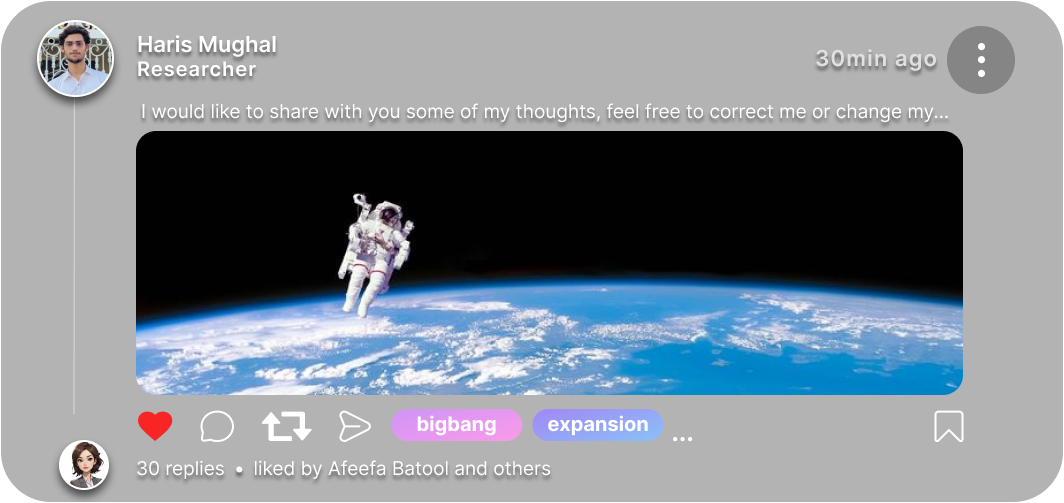 Haris Mughal
Researcher
30min ago
I would like to share with you some of my thoughts, feel free to correct me or change my...
bigbang
expansion
...
30 replies • liked by Afeefa Batool and others